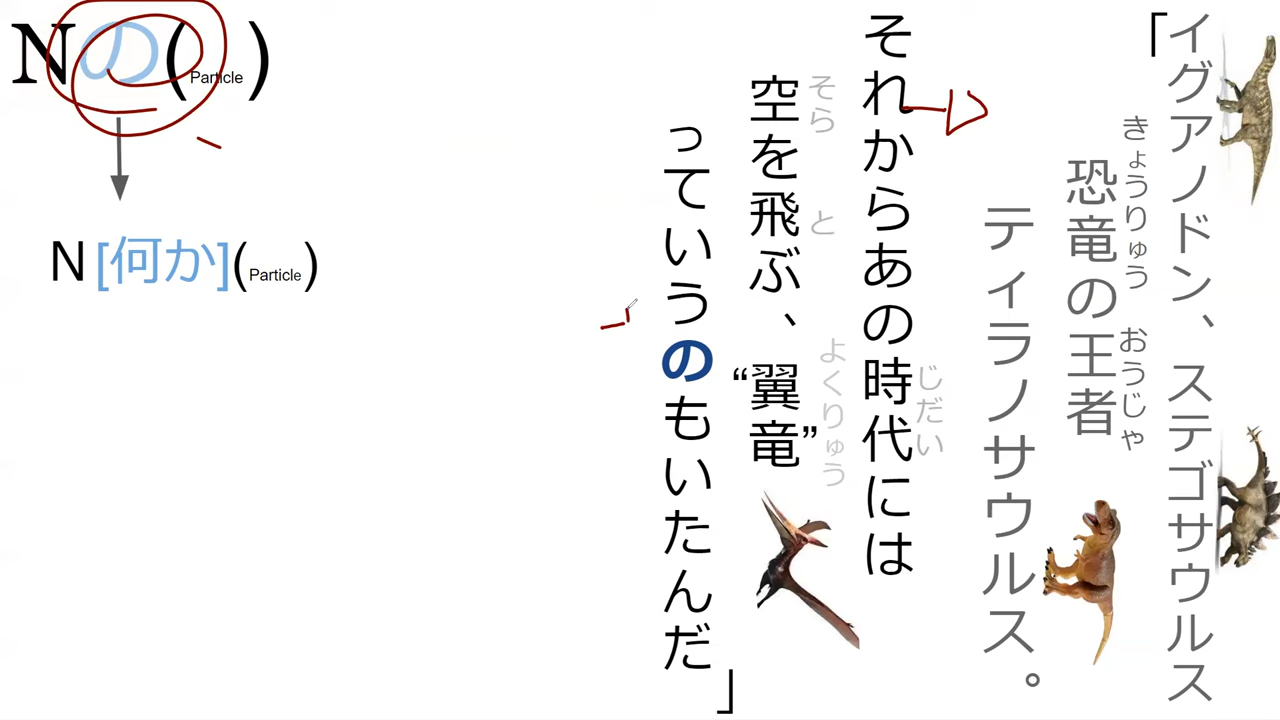 Nの(Particle)
N[何か](Particle)
「イグアノドン、ステゴサウルス
きょうりゅう おうじゃ
恐竜の王者
ティラノサウルス。
それからあの時代には
じだい
空を飛ぶ、“翼竜”
そら と よくりゅう
っていうのもいたんだ」